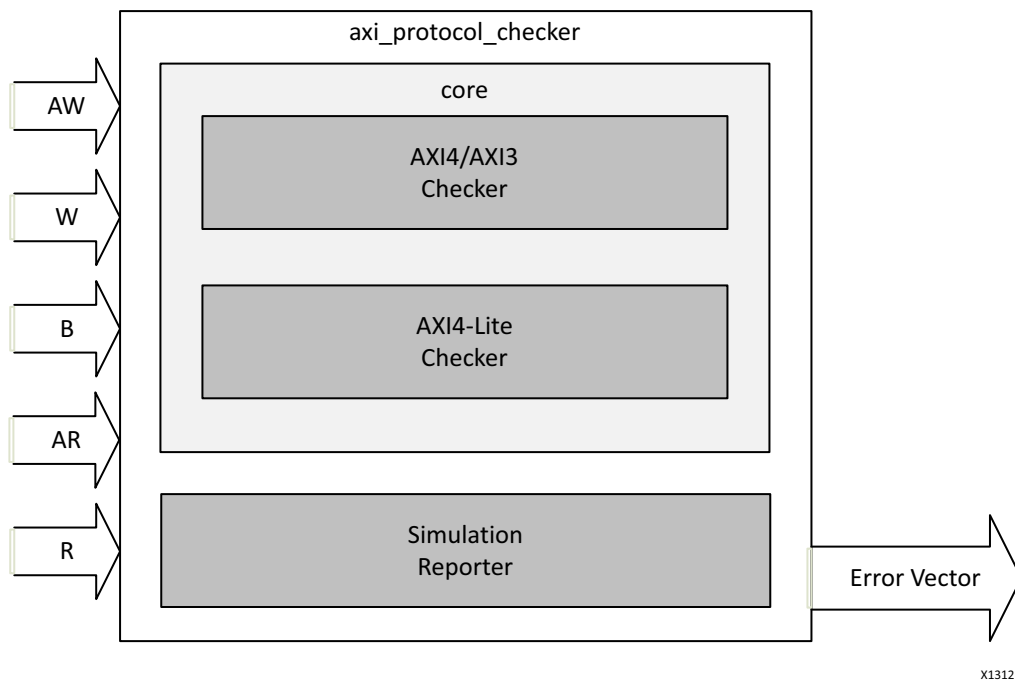 axi_protocol_checker
core
AW
AXI4/AXI3
Checker
W
B
AXI4-Lite
Checker
AR
R
Simulation
Reporter
Error Vector
X1312